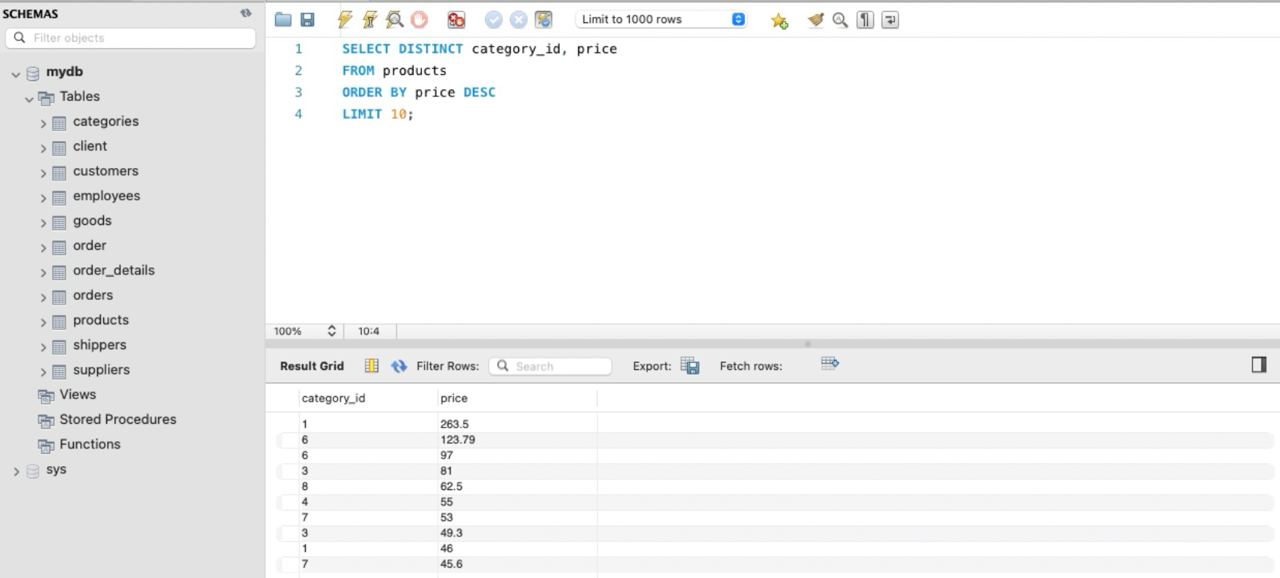 SCHEMAS
Filter objects
mydb
Tables
categories
client
customers
employees
goods
order
order_details
orders
products
shippers
suppliers
Views
Stored Procedures
Functions
sys
Limit to 1000 rows
1 SELECT DISTINCT category_id, price
2 FROM products
3 ORDER BY price DESC
4 LIMIT 10;
100% 10:4
Result Grid Filter Rows: Search Export: Fetch rows:
category_id price
1 263.5
6 123.79
6 97
3 81
8 62.5
4 55
7 53
3 49.3
1 46
7 45.6